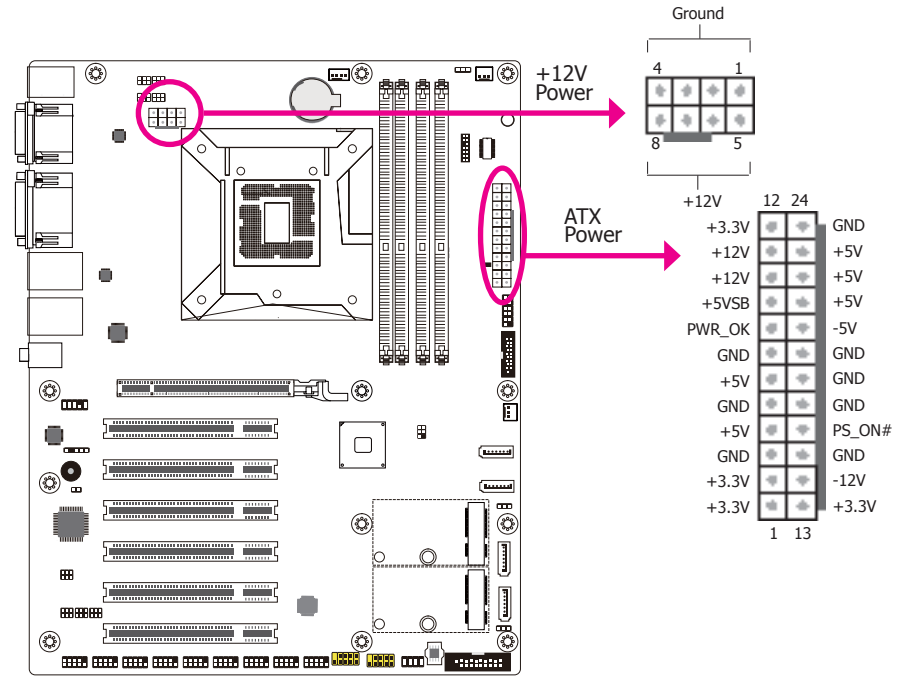 Ground
4 1
+12V
Power
8 5
+12V
12 24
+3.3V GND
+12V +5V
+12V +5V
+5VSB +5V
PWR_OK -5V
GND GND
+5V GND
GND GND
+5V PS_ON#
GND GND
+3.3V -12V
+3.3V +3.3V
1 13
ATX
Power